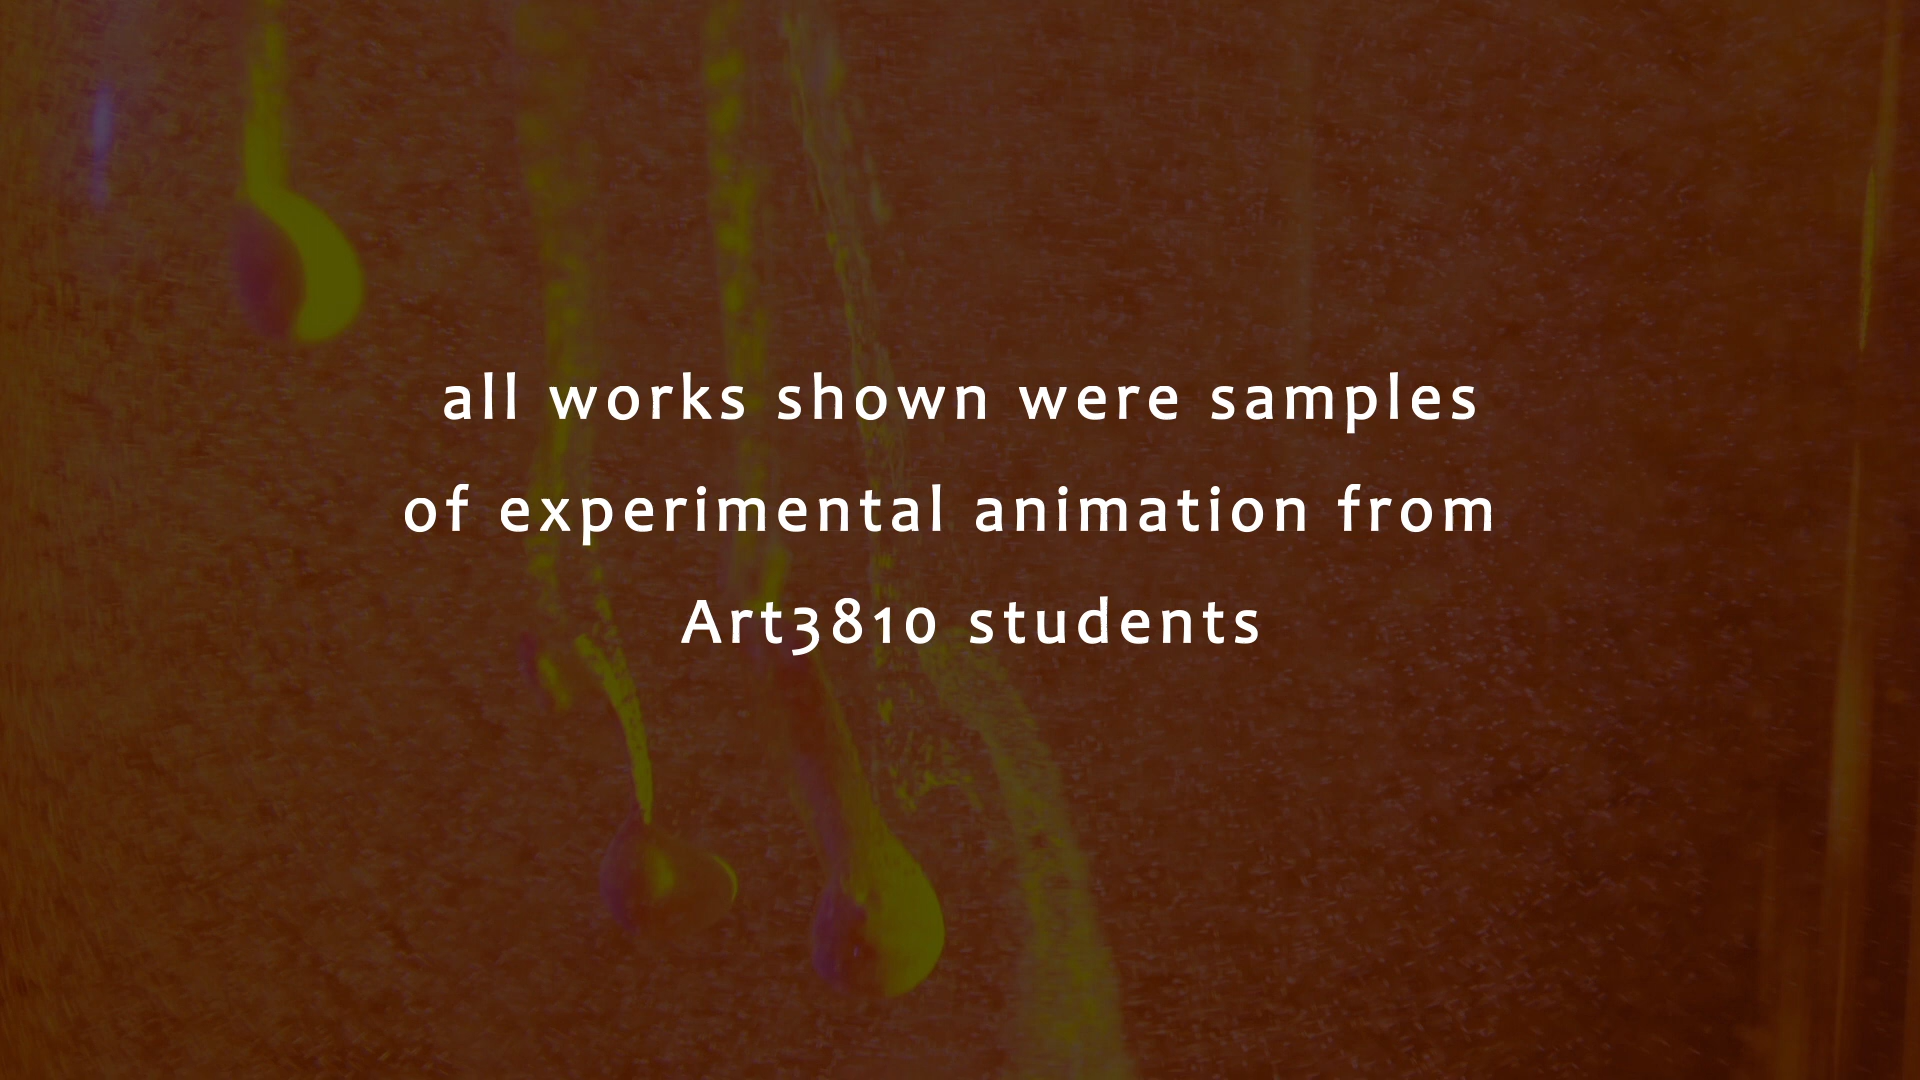 all works shown were samples
of experimental animation from
Art3810 students